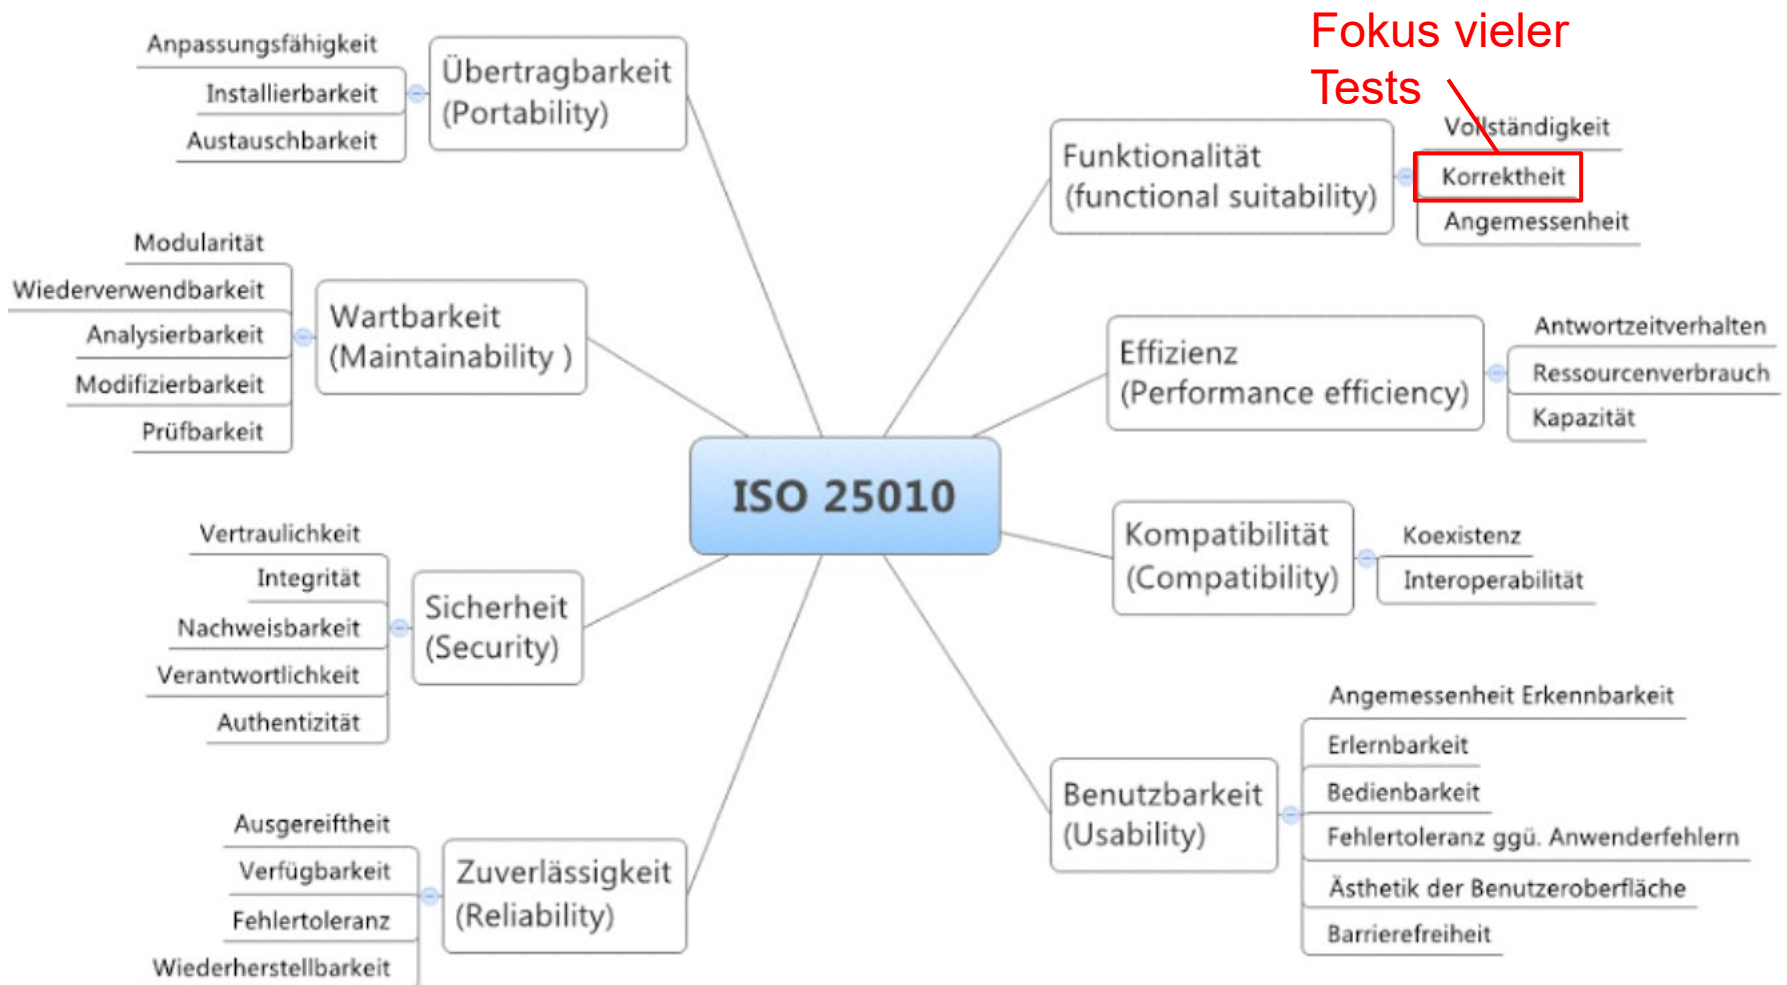 Fokus vieler
Tests
Anpassungsfähigkeit
Installierbarkeit
Austauschbarkeit
Übertragbarkeit
(Portability)
Modularität
Wiederverwendbarkeit
Analysierbarkeit
Modifizierbarkeit
Prüfbarkeit
Wartbarkeit
(Maintainability )
Vertraulichkeit
Integrität
Nachweisbarkeit
Verantwortlichkeit
Authentizität
Sicherheit
(Security)
Ausgereiftheit
Verfügbarkeit
Fehlertoleranz
Wiederherstellbarkeit
Zuverlässigkeit
(Reliability)
ISO 25010
Funktionalität
(functional suitability)
Vollständigkeit
Korrektheit
Angemessenheit
Effizienz
(Performance efficiency)
Antwortzeitverhalten
Ressourcenverbrauch
Kapazität
Kompatibilität
(Compatibility)
Koexistenz
Interoperabilität
Benutzbarkeit
(Usability)
Angemessenheit Erkennbarkeit
Erlernbarkeit
Bedienbarkeit
Fehlertoleranz ggü. Anwenderfehlern
Ästhetik der Benutzeroberfläche
Barrierefreiheit